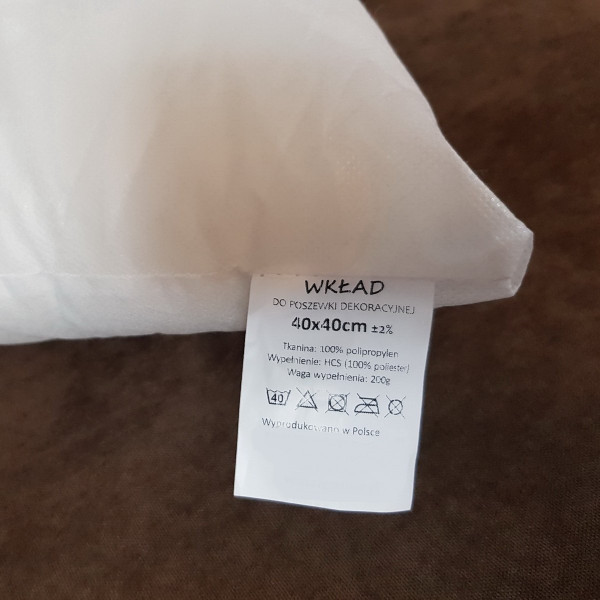 WKŁAD
DO POSZEWKI DEKORACYJNEJ
40x40cm ±2%
Tkanina: 100% polipropylen
Wypełnienie: HCS (100% poliester)
Waga wypełnienia: 200g
40
Wyprodukowano w Polsce